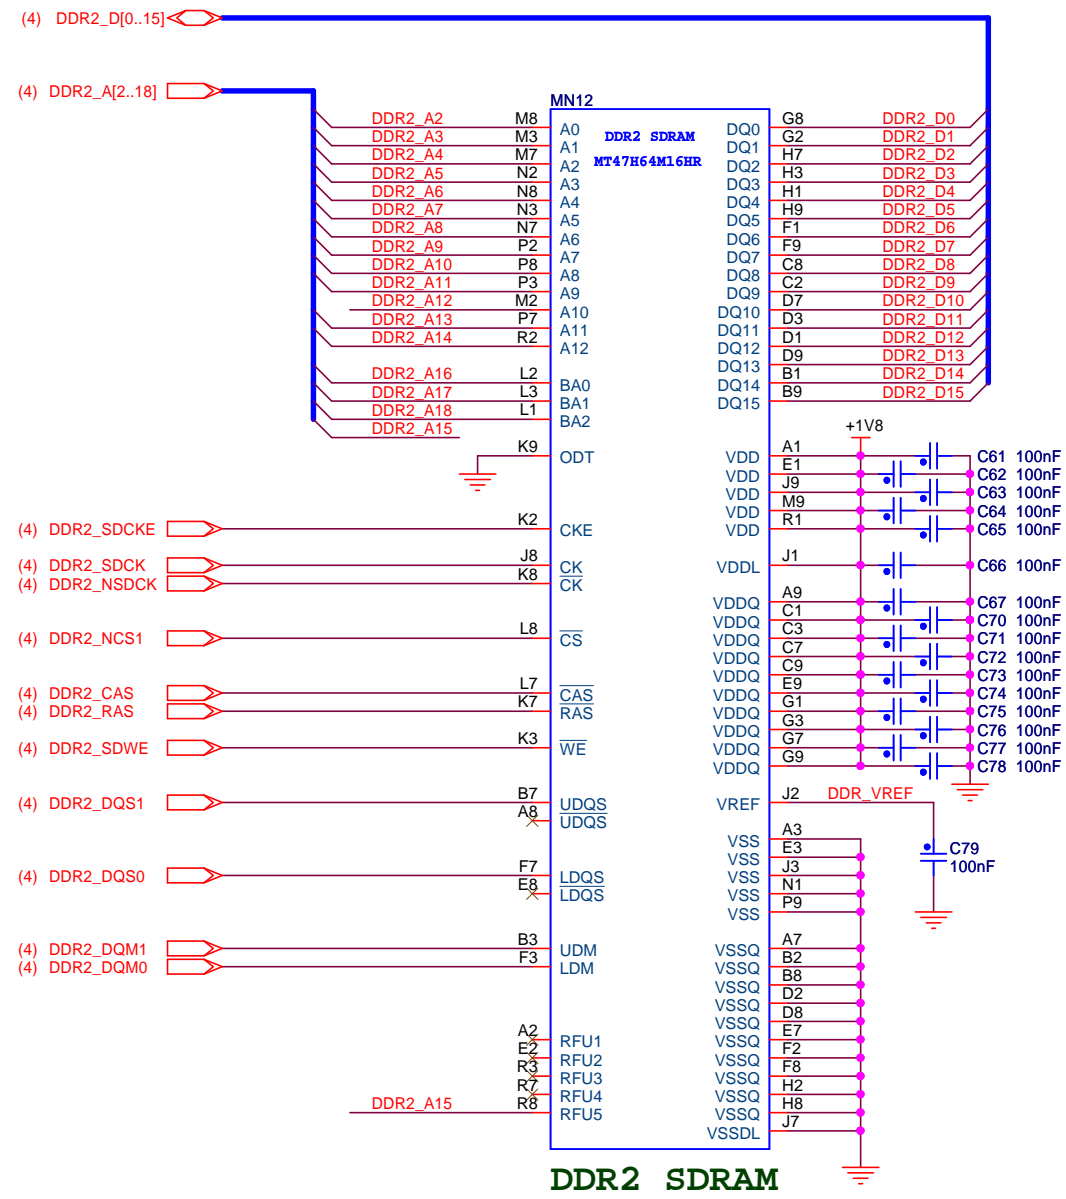 (4) DDR2_D[0..15]
(4) DDR2_A[2..18]
MN12
DDR2 SDRAM
MT47H64M16HR
DDR2_A2 M8 A0
DDR2_A3 M3 A1
DDR2_A4 M7 A2
DDR2_A5 N2 A3
DDR2_A6 N8 A4
DDR2_A7 N3 A5
DDR2_A8 N7 A6
DDR2_A9 P2 A7
DDR2_A10 P8 A8
DDR2_A11 P3 A9
DDR2_A12 M2 A10
DDR2_A13 P7 A11
DDR2_A14 R2 A12
DDR2_A16 L2 BA0
DDR2_A17 L3 BA1
DDR2_A18 L1 BA2
DDR2_A15
K9 ODT
(4) DDR2_SDCKE K2 CKE
(4) DDR2_SDCK J8 CK
(4) DDR2_NSDCK K8 CK
(4) DDR2_NCS1 L8 CS
(4) DDR2_CAS L7 CAS
(4) DDR2_RAS K7 RAS
(4) DDR2_SDWE K3 WE
(4) DDR2_DQS1 B7 UDQS
A8 UDQS
(4) DDR2_DQS0 F7 LDQS
E8 LDQS
(4) DDR2_DQM1 B3 UDM
(4) DDR2_DQM0 F3 LDM
A2 RFU1
E2 RFU2
R3 RFU3
R7 RFU4
DDR2_A15 R8 RFU5
DQ0 G8 DDR2_D0
DQ1 G2 DDR2_D1
DQ2 H7 DDR2_D2
DQ3 H3 DDR2_D3
DQ4 H1 DDR2_D4
DQ5 H9 DDR2_D5
DQ6 F1 DDR2_D6
DQ7 F9 DDR2_D7
DQ8 C8 DDR2_D8
DQ9 C2 DDR2_D9
DQ10 D7 DDR2_D10
DQ11 D3 DDR2_D11
DQ12 D1 DDR2_D12
DQ13 D9 DDR2_D13
DQ14 B1 DDR2_D14
DQ15 B9 DDR2_D15
+1V8
VDD A1 C61 100nF
VDD E1 C62 100nF
VDD J9 C63 100nF
VDD M9 C64 100nF
VDD R1 C65 100nF
VDDL J1 C66 100nF
VDDQ A9 C67 100nF
VDDQ C1 C70 100nF
VDDQ C3 C71 100nF
VDDQ C7 C72 100nF
VDDQ C9 C73 100nF
VDDQ E9 C74 100nF
VDDQ G1 C75 100nF
VDDQ G3 C76 100nF
VDDQ G7 C77 100nF
VDDQ G9 C78 100nF
VREF J2 DDR_VREF
C79
100nF
VSS A3
VSS E3
VSS J3
VSS N1
VSS P9
VSSQ A7
VSSQ B2
VSSQ B8
VSSQ D2
VSSQ D8
VSSQ E7
VSSQ F2
VSSQ F8
VSSQ H2
VSSQ H8
VSSDL J7
DDR2 SDRAM